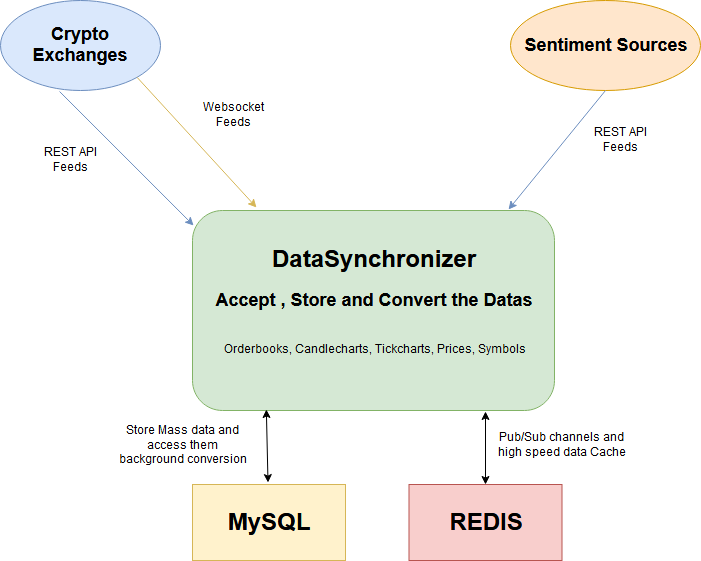 Crypto
Exchanges
Sentiment Sources
Websocket
Feeds
REST API
Feeds
REST API
Feeds
DataSynchronizer
Accept , Store and Convert the Datas
Orderbooks, Candlecharts, Tickcharts, Prices, Symbols
Store Mass data and
access them
background conversion
Pub/Sub channels and
high speed data Cache
MySQL
REDIS